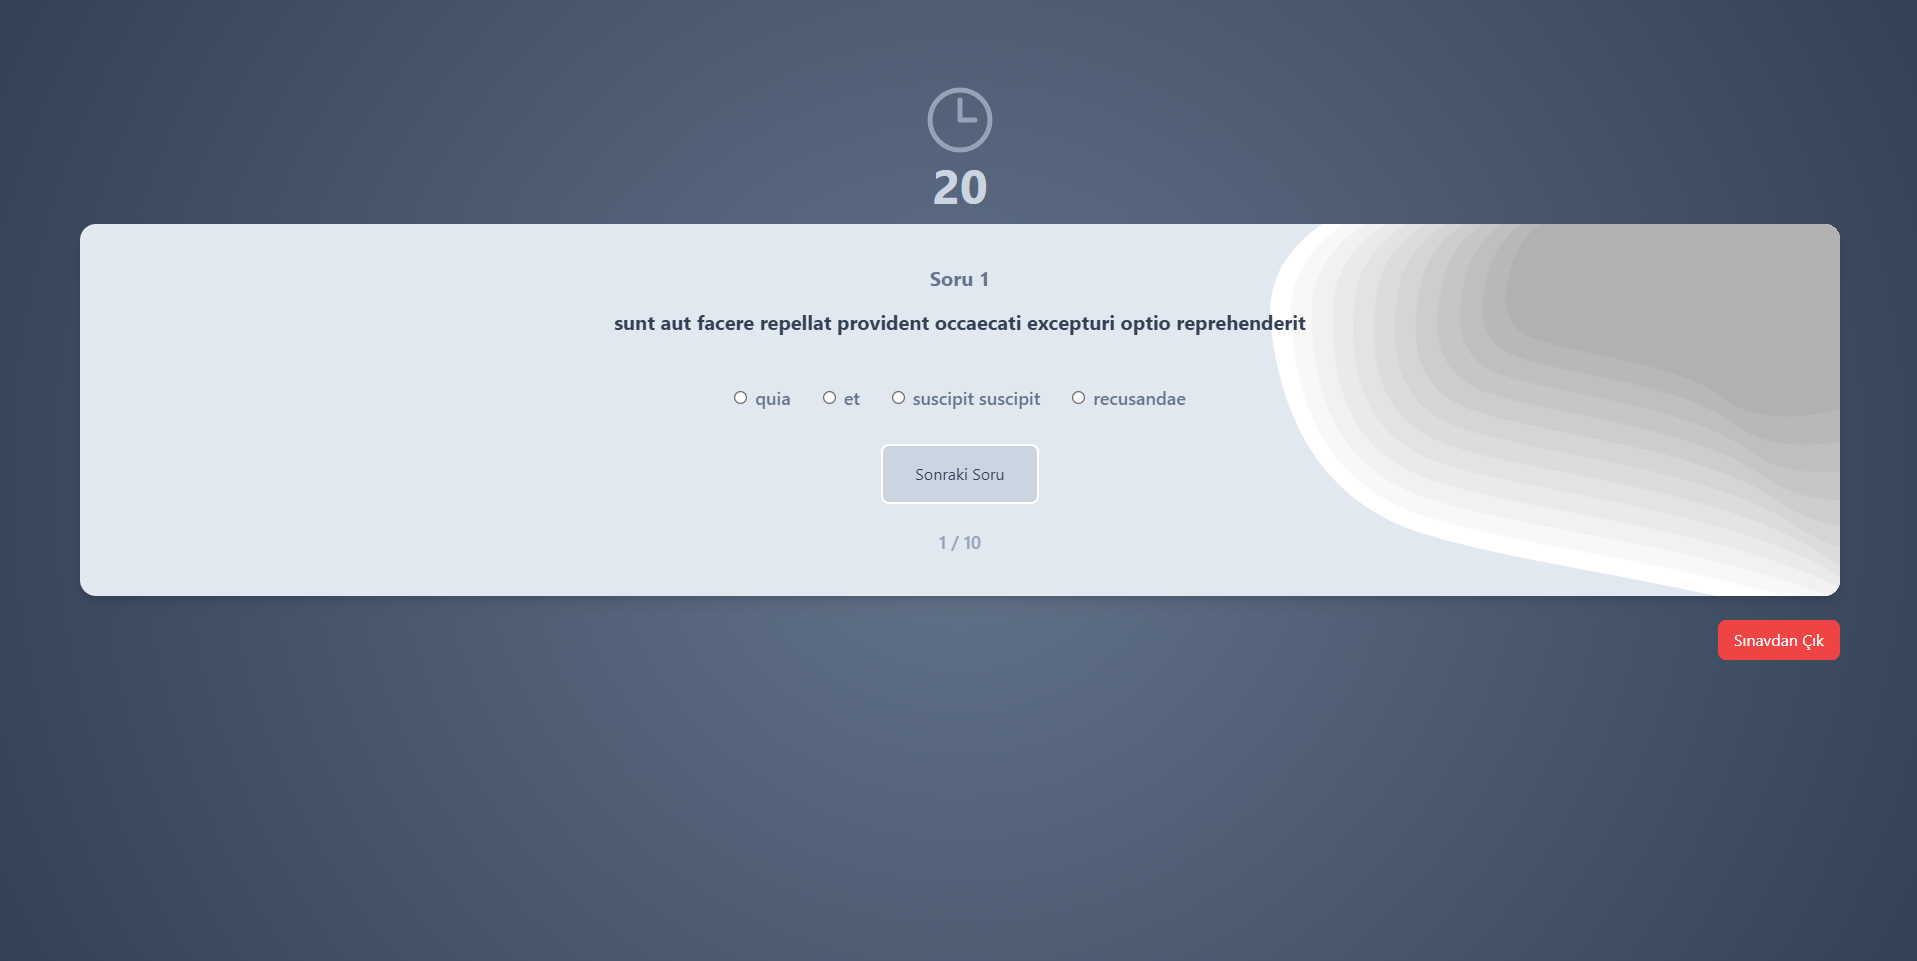 20
Soru 1
sunt aut facere repellat provident occaecati excepturi optio reprehenderit
quia et suscipit suscipit recusandae
Sonraki Soru
1 / 10
Sınavdan Çık